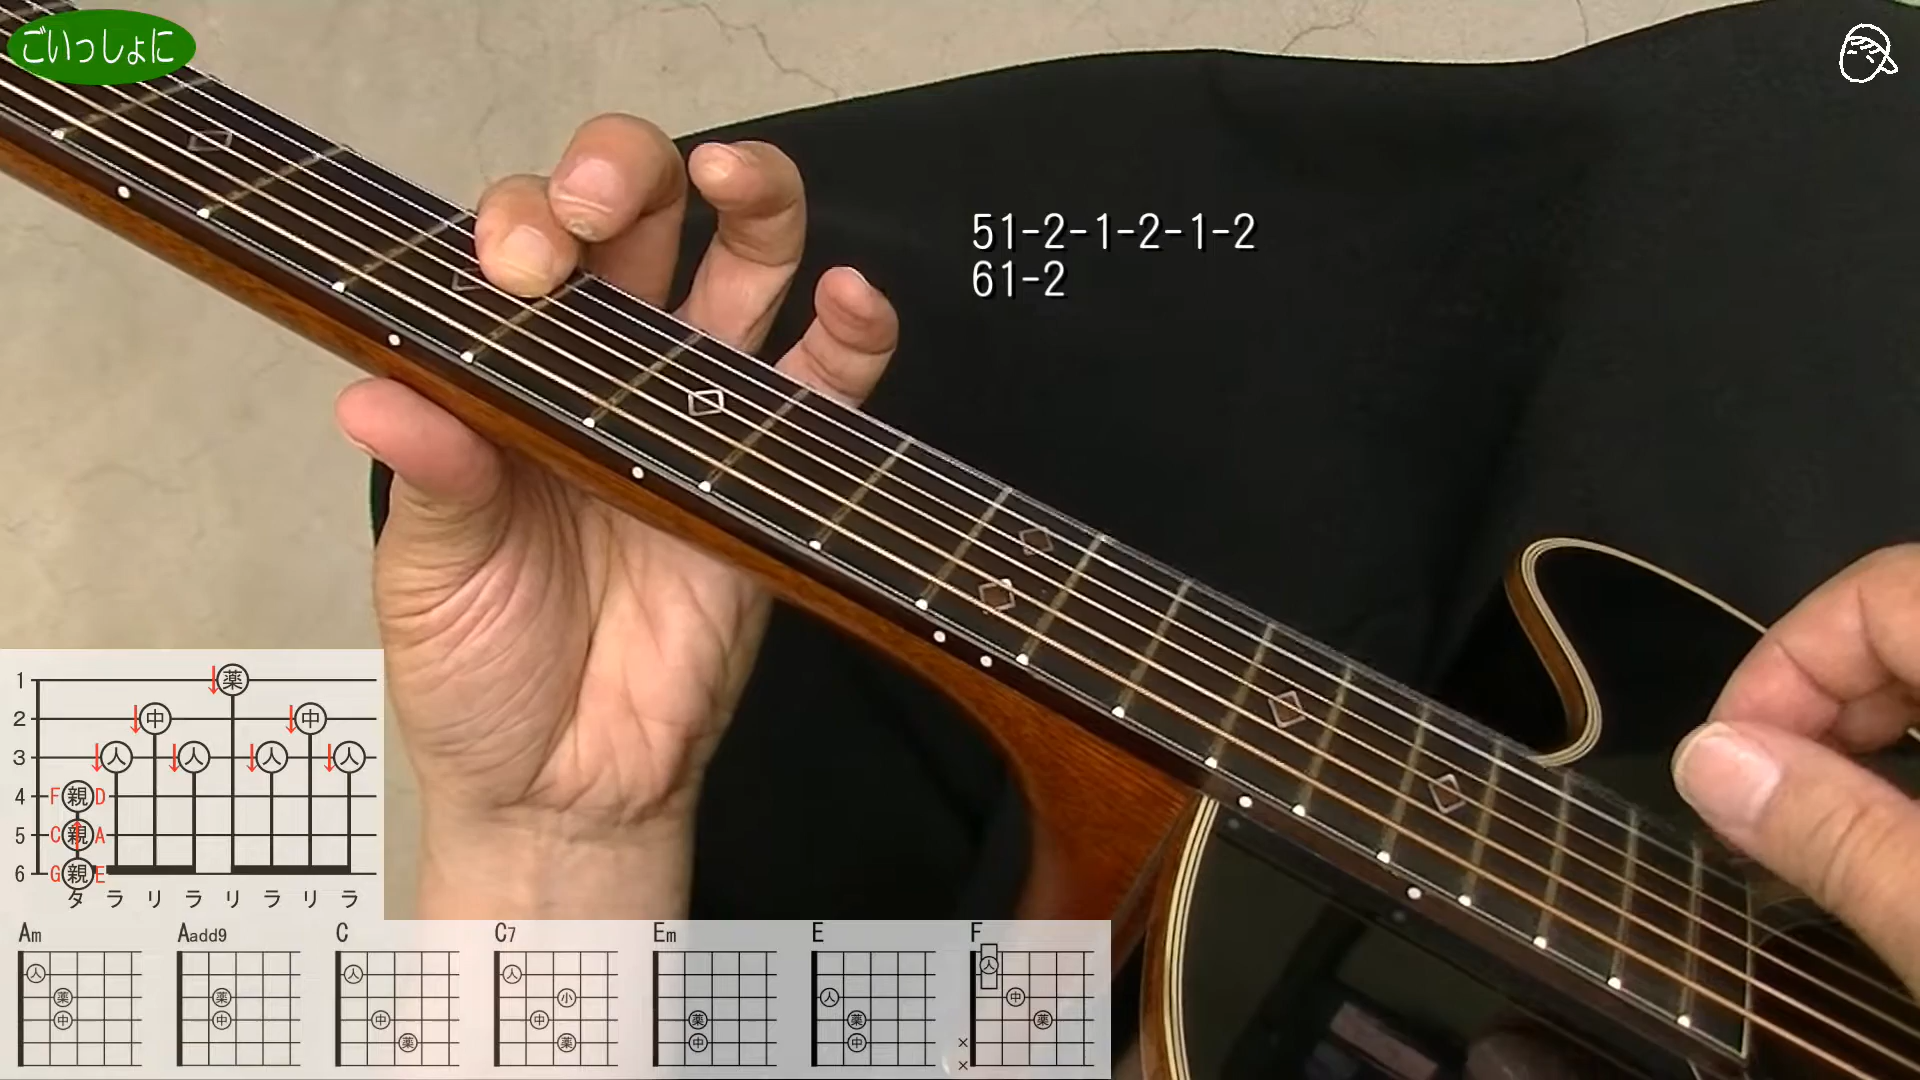 ごいっしょに
51-2-1-2-1-2
61-2
1 薬
2 中 中
3 人 人 人 人
4 F 親 D
5 C 親 A
6 G 親 E
タ ラ リ ラ リ ラ リ ラ
Am Aadd9 C C7 Em E F
人 人 人 人
薬 薬 小 人 中
中 中 中 中 薬 薬 薬
薬 薬 中 中 ×
×